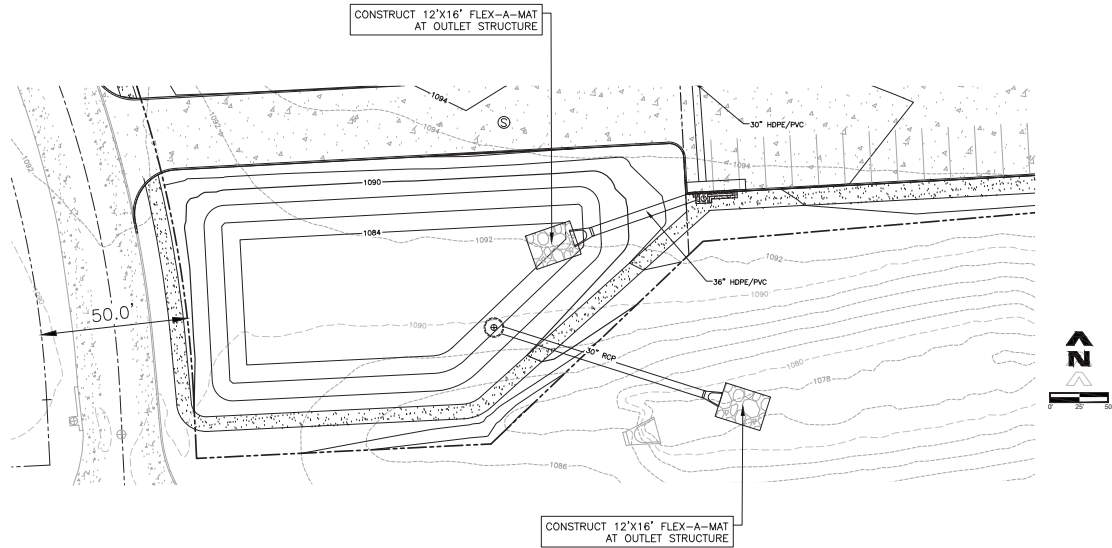 CONSTRUCT 12'X16' FLEX-A-MAT
AT OUTLET STRUCTURE
1094
1092
1094
30" HDPE/PVC
1094
1090
1084
1092
1092
36" HDPE/PVC
1090
1090
50.0'
1090
30" RCP
1080
1078
N
0' 25' 50'
1086
CONSTRUCT 12'X16' FLEX-A-MAT
AT OUTLET STRUCTURE
S